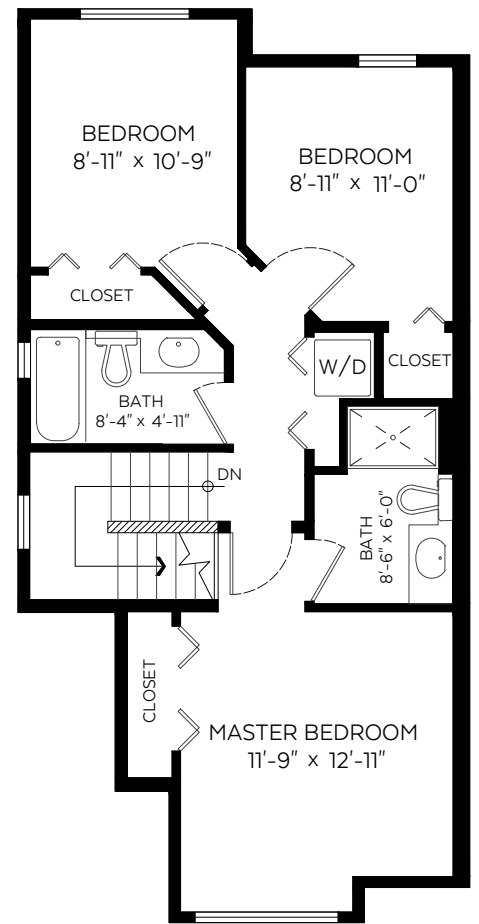 BEDROOM
8'-11" x 10'-9"
BEDROOM
8'-11" x 11'-0"
CLOSET
W/D
CLOSET
BATH
8'-4" x 4'-11"
DN
BATH
8'-6" x 6'-0"
CLOSET
MASTER BEDROOM
11'-9" x 12'-11"